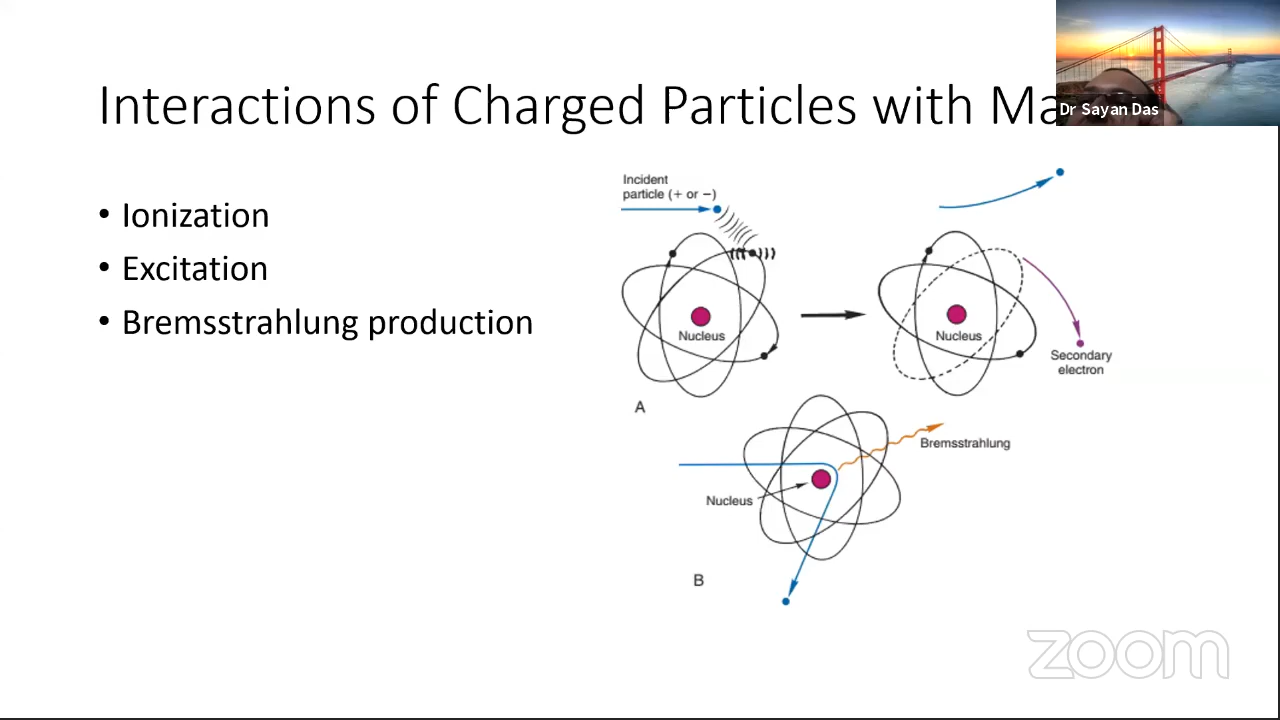 Interactions of Charged Particles with Ma
Dr Sayan Das
• Ionization
• Excitation
• Bremsstrahlung production
Incident
particle (+ or −)
Nucleus
Nucleus
Secondary
electron
A
Bremsstrahlung
Nucleus
B
zoom